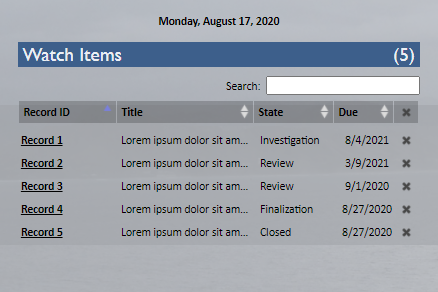 Monday, August 17, 2020
Watch Items (5)
Search:
Record ID Title State Due ✖
Record 1 Lorem ipsum dolor sit am... Investigation 8/4/2021 ✖
Record 2 Lorem ipsum dolor sit am... Review 3/9/2021 ✖
Record 3 Lorem ipsum dolor sit am... Review 9/1/2020 ✖
Record 4 Lorem ipsum dolor sit am... Finalization 8/27/2020 ✖
Record 5 Lorem ipsum dolor sit am... Closed 8/27/2020 ✖